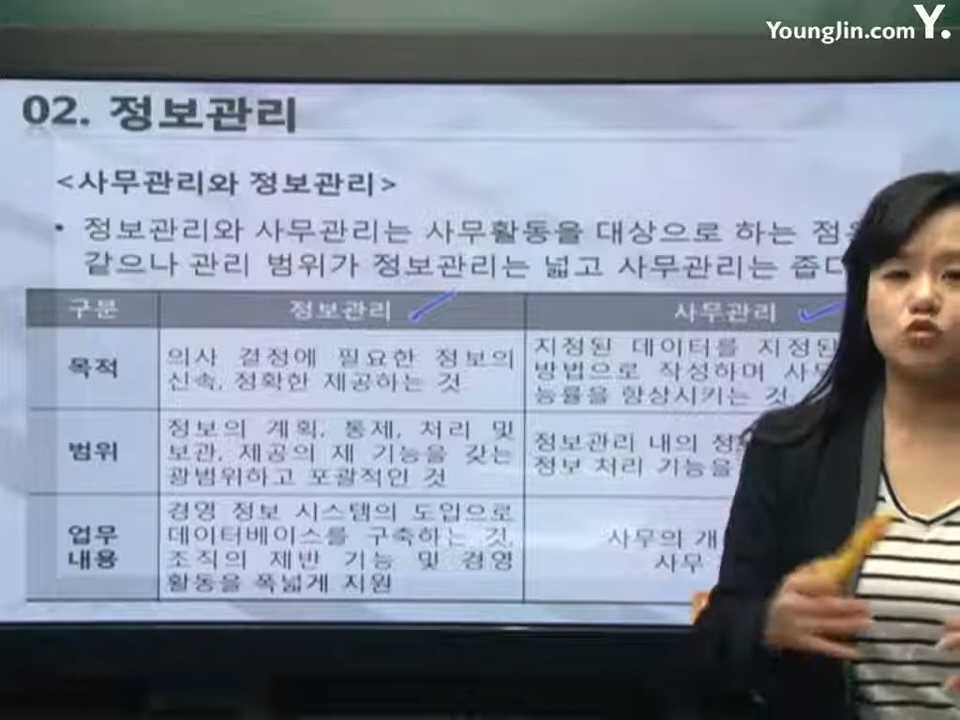 YoungJin.com Y.
02. 정보관리
<사무관리와 정보관리>
• 정보관리와 사무관리는 사무활동을 대상으로 하는 점은
같으나 관리 범위가 정보관리는 넓고 사무관리는 좁다
구분 정보관리 사무관리
목적
의사 결정에 필요한 정보의
신속, 정확한 제공하는 것
지정된 데이터를 지정된
방법으로 작성하며
능률을 향상시키는 것
범위
정보의 계획, 통제, 처리 및
보관, 제공의 제 기능을 갖는
광범위하고 포괄적인 것
정보관리 내의
정보 처리 기능을
업무
내용
경영 정보 시스템의 도입으로
데이터베이스를 구축하는 것,
조직의 제반 기능 및 경영
활동을 폭넓게 지원
사무의
사무